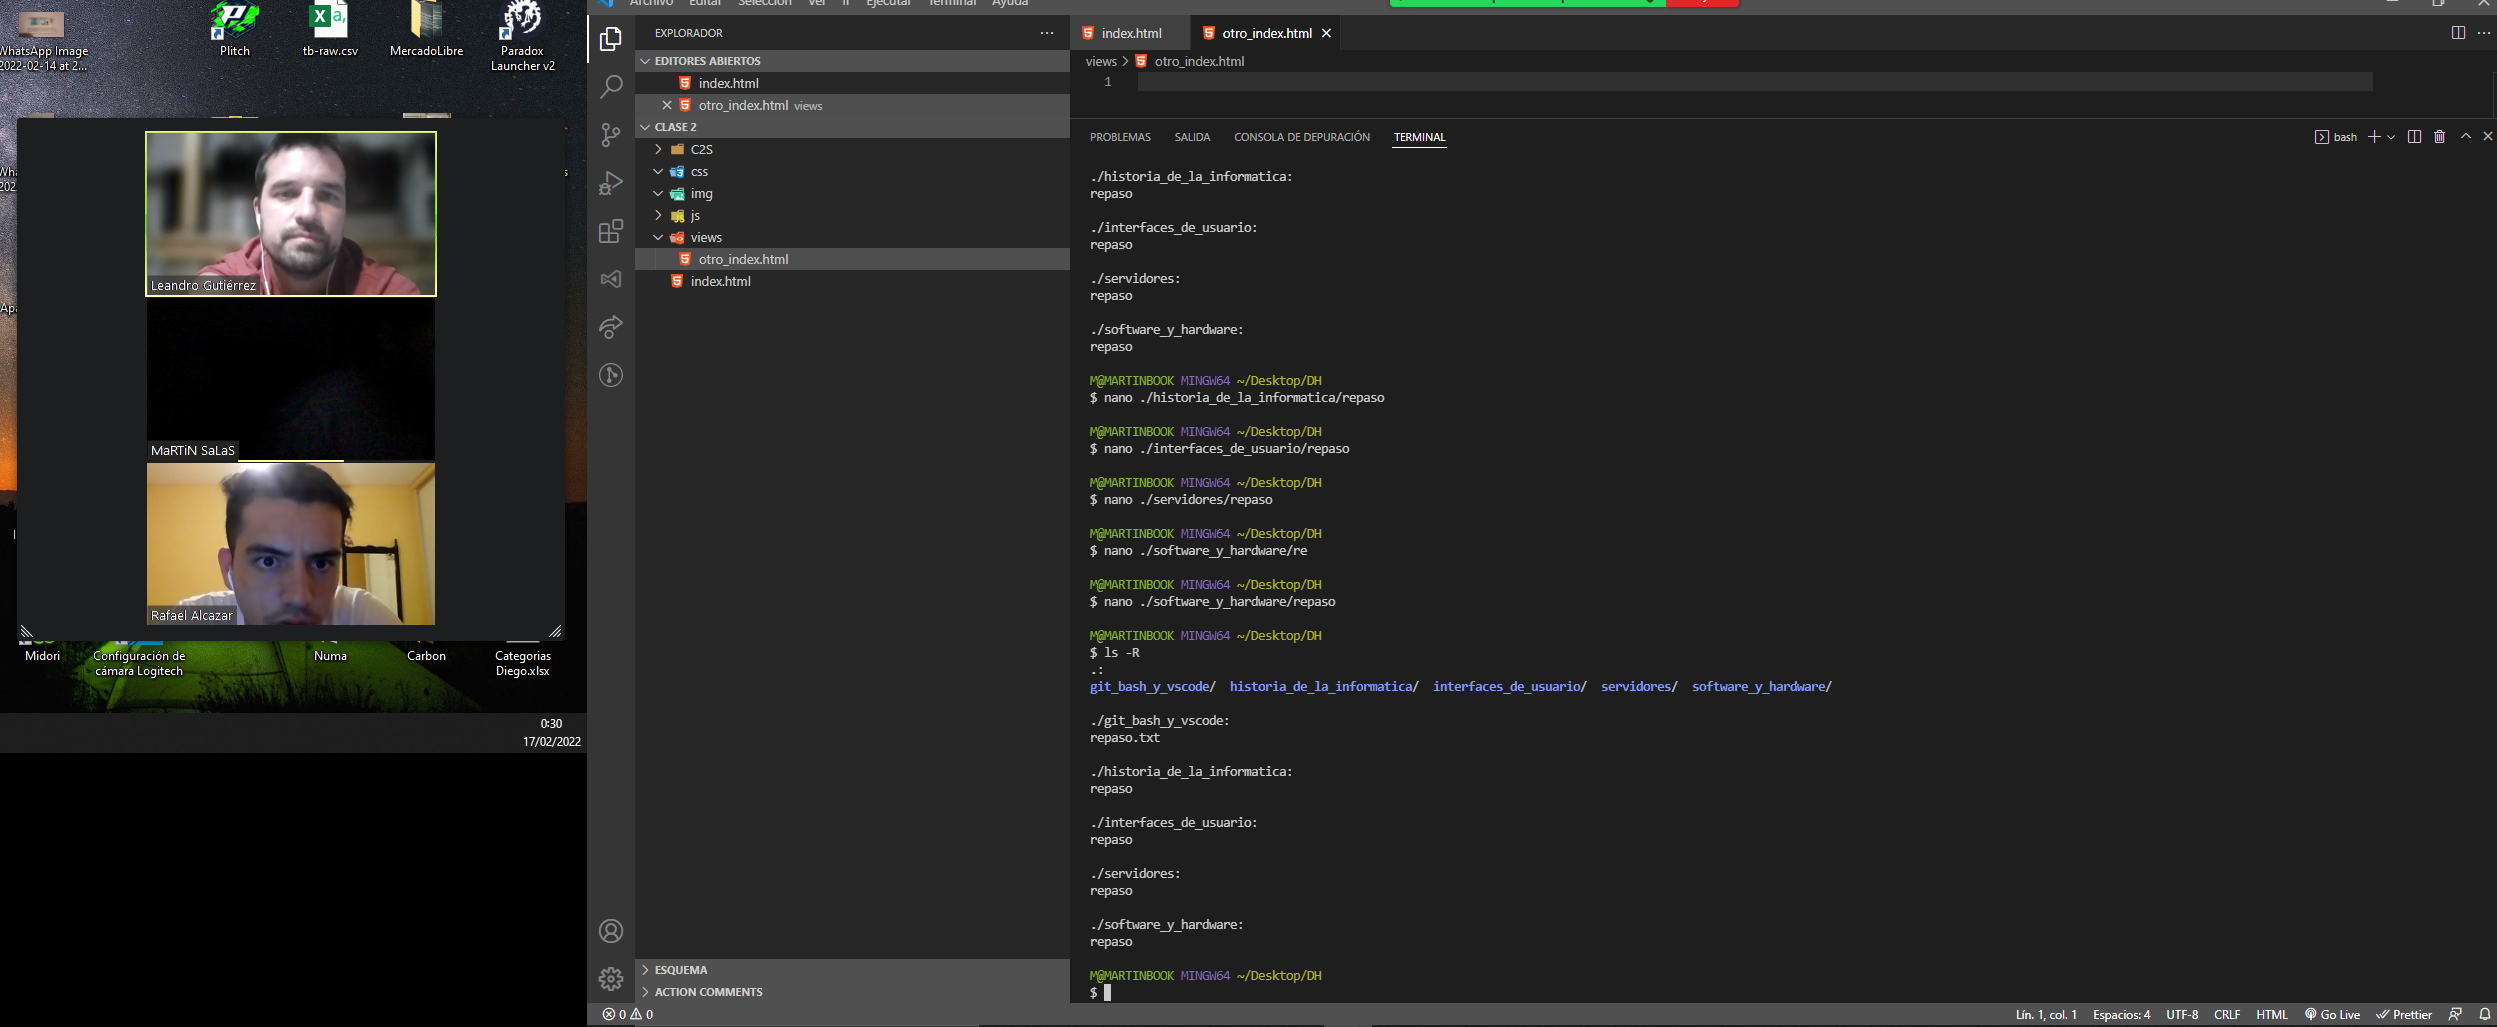 WhatsApp Image
2022-02-14 at 2...
Plitch
tb-raw.csv
MercadoLibre
Paradox
Launcher v2
Leandro Gutiérrez
MaRTiN SaLaS
Rafael Alcazar
Midori
Configuración de
cámara Logitech
Numa
Carbon
Categorias
Diego.xlsx
0:30
17/02/2022
Archivo Editar Selección Ver Ir Ejecutar Terminal Ayuda
EXPLORADOR
EDITORES ABIERTOS
index.html
otro_index.html views
CLASE 2
C2S
css
img
js
views
otro_index.html
index.html
ESQUEMA
ACTION COMMENTS
index.html
otro_index.html
views > otro_index.html
1
PROBLEMAS SALIDA CONSOLA DE DEPURACIÓN TERMINAL
bash
./historia_de_la_informatica:
repaso
./interfaces_de_usuario:
repaso
./servidores:
repaso
./software_y_hardware:
repaso
M@MARTINBOOK MINGW64 ~/Desktop/DH
$ nano ./historia_de_la_informatica/repaso
M@MARTINBOOK MINGW64 ~/Desktop/DH
$ nano ./interfaces_de_usuario/repaso
M@MARTINBOOK MINGW64 ~/Desktop/DH
$ nano ./servidores/repaso
M@MARTINBOOK MINGW64 ~/Desktop/DH
$ nano ./software_y_hardware/re
M@MARTINBOOK MINGW64 ~/Desktop/DH
$ nano ./software_y_hardware/repaso
M@MARTINBOOK MINGW64 ~/Desktop/DH
$ ls -R
.:
git_bash_y_vscode/ historia_de_la_informatica/ interfaces_de_usuario/ servidores/ software_y_hardware/
./git_bash_y_vscode:
repaso.txt
./historia_de_la_informatica:
repaso
./interfaces_de_usuario:
repaso
./servidores:
repaso
./software_y_hardware:
repaso
M@MARTINBOOK MINGW64 ~/Desktop/DH
$
0 0
Lín. 1, col. 1 Espacios: 4 UTF-8 CRLF HTML Go Live Prettier